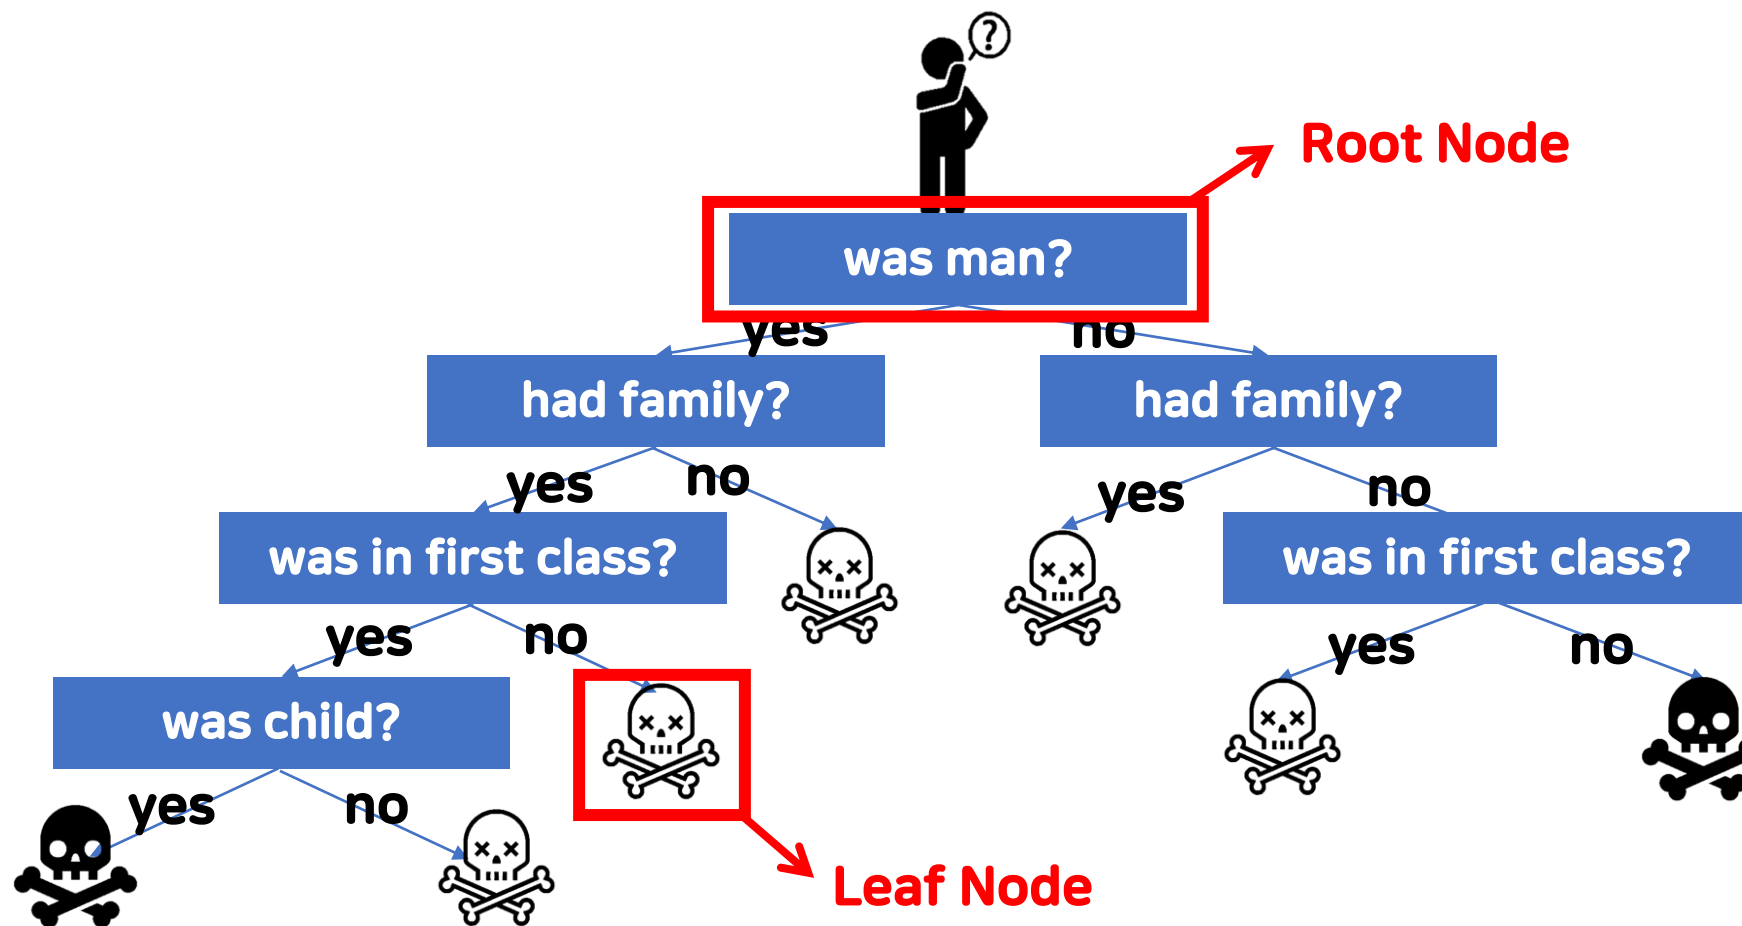 ?
Root Node
was man?
yes
no
had family?
had family?
yes
no
yes
no
was in first class?
was in first class?
yes
no
yes
no
was child?
yes
no
Leaf Node